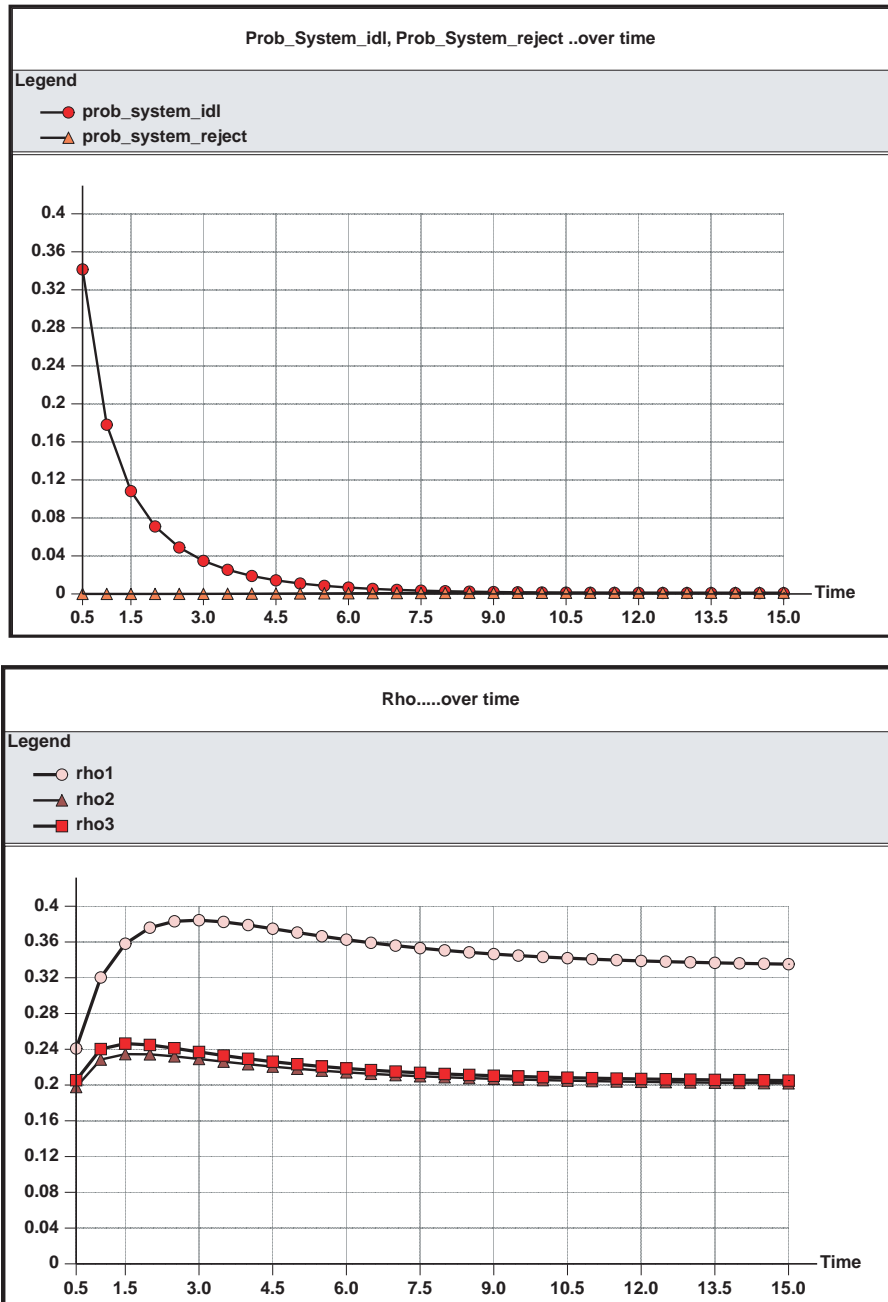 Prob_System_idl, Prob_System_reject ..over time
Legend
prob_system_idl
prob_system_reject
0.4
0.36
0.32
0.28
0.24
0.2
0.16
0.12
0.08
0.04
0
Time
0.5 1.5 3.0 4.5 6.0 7.5 9.0 10.5 12.0 13.5 15.0
Rho.....over time
Legend
rho1
rho2
rho3
0.4
0.36
0.32
0.28
0.24
0.2
0.16
0.12
0.08
0.04
0
Time
0.5 1.5 3.0 4.5 6.0 7.5 9.0 10.5 12.0 13.5 15.0